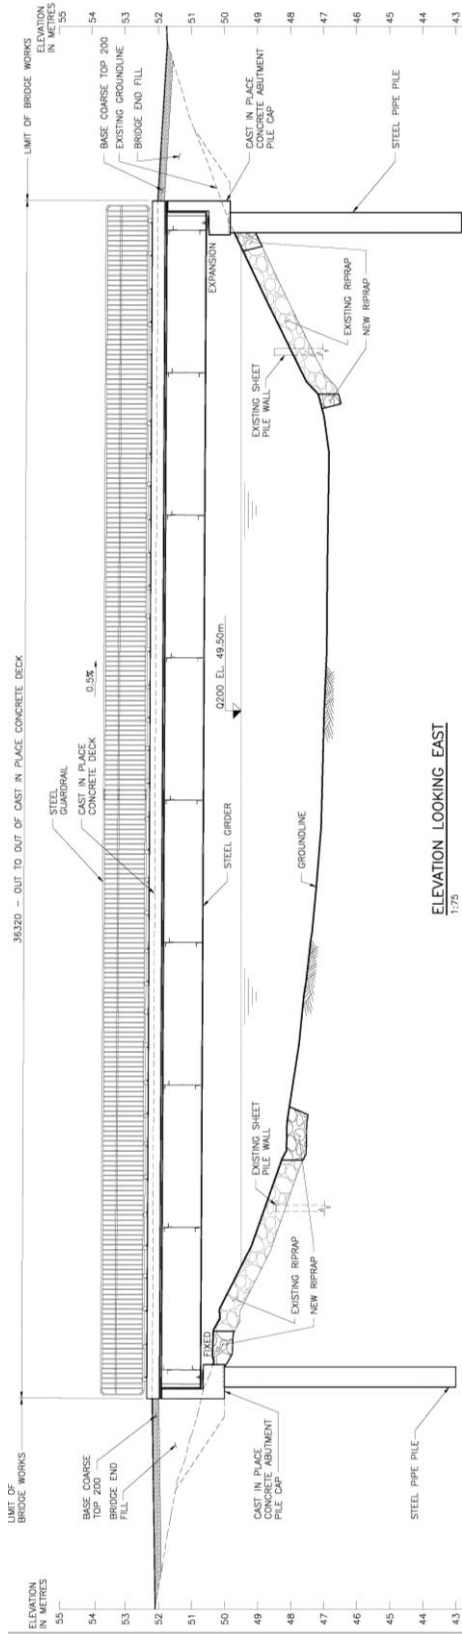 LIMIT OF
BRIDGE WORKS
36320 – OUT TO OUT OF CAST IN PLACE CONCRETE DECK
LIMIT OF BRIDGE WORKS
ELEVATION
IN METRES
55
54
53
52
51
50
49
48
47
46
45
44
43
BASE COARSE
TOP 200
BRIDGE END
FILL
CAST IN PLACE
CONCRETE ABUTMENT
PILE CAP
STEEL PIPE PILE
FIXED
EXISTING RIPRAP
NEW RIPRAP
EXISTING SHEET
PILE WALL
STEEL
GUARDRAIL
CAST IN PLACE
CONCRETE DECK
0.5%
STEEL GIRDER
Q200 EL 49.50m
GROUNDLINE
EXPANSION
EXISTING SHEET
PILE WALL
EXISTING RIPRAP
NEW RIPRAP
BASE COARSE TOP 200
EXISTING GROUNDLINE
BRIDGE END FILL
CAST IN PLACE
CONCRETE ABUTMENT
PILE CAP
STEEL PIPE PILE
ELEVATION
IN METRES
55
54
53
52
51
50
49
48
47
46
45
44
43
ELEVATION LOOKING EAST
1:75